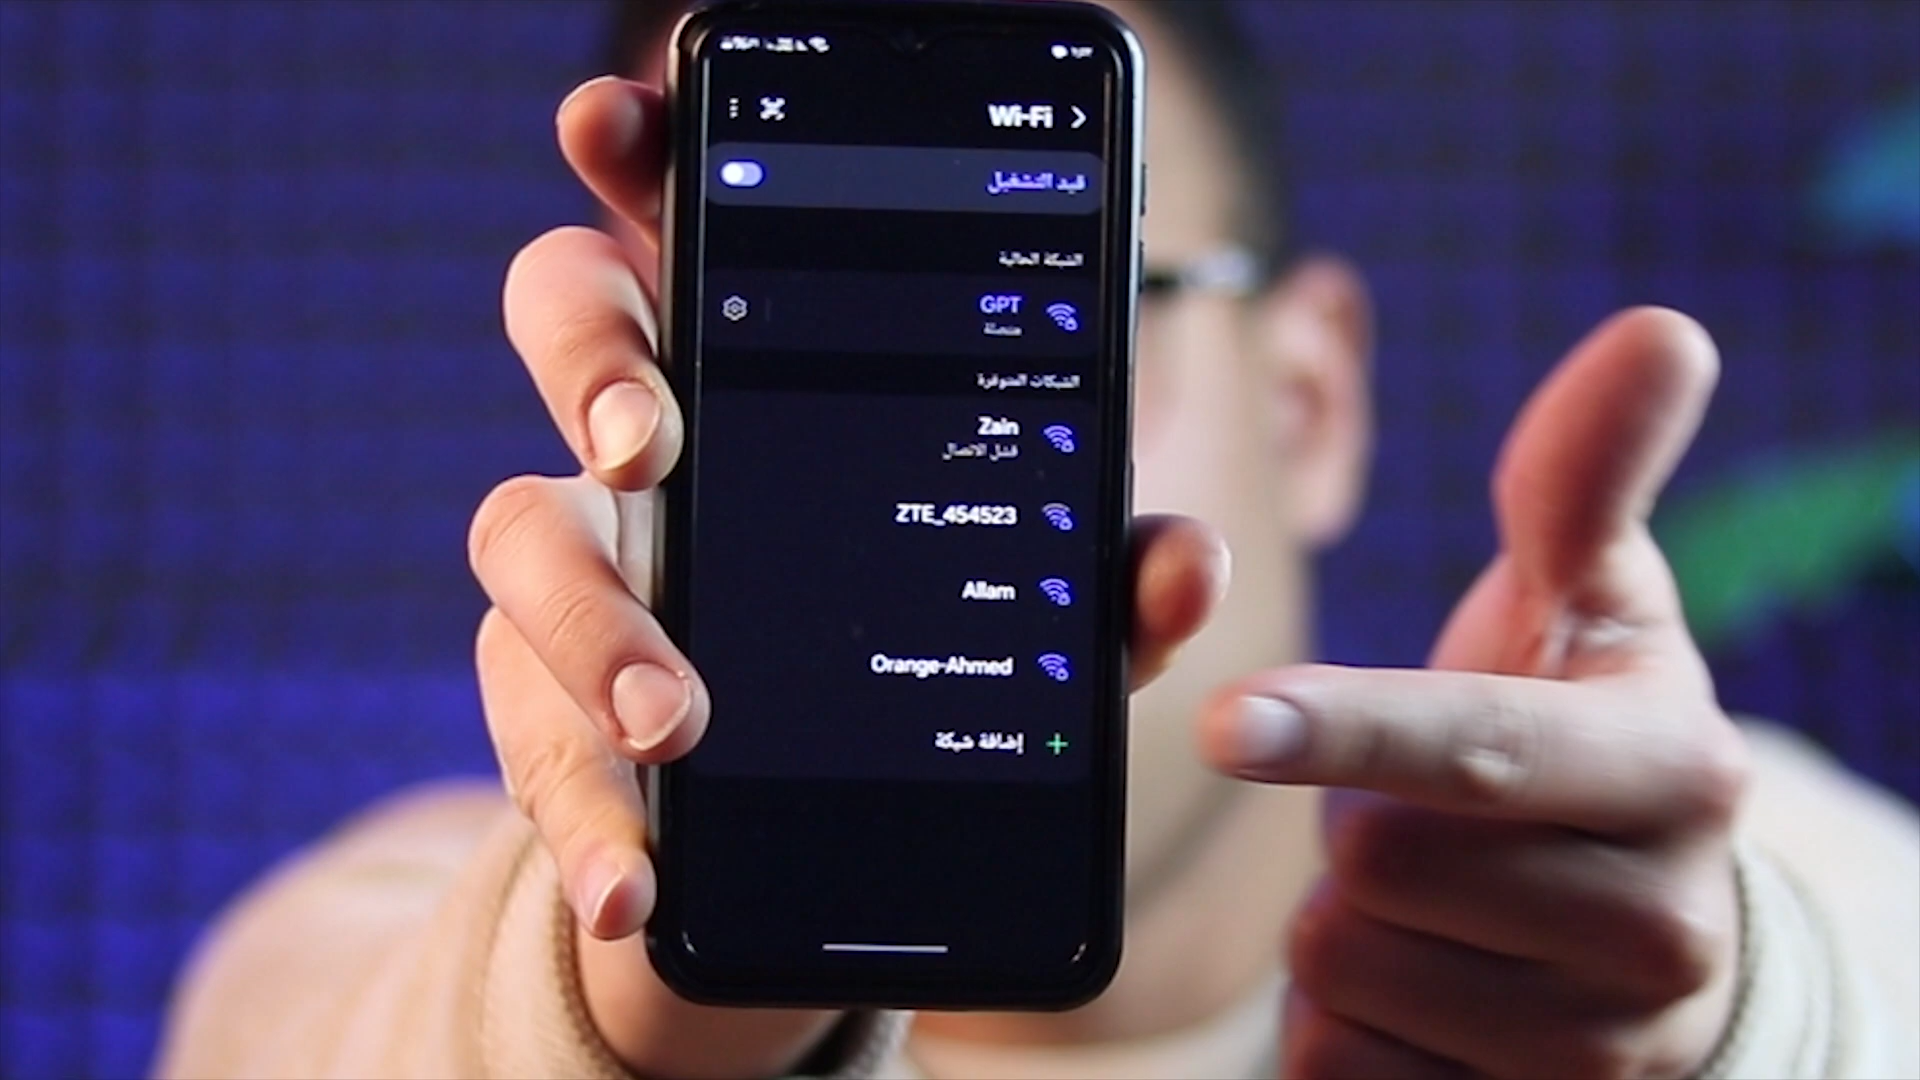 Wi-Fi
قيد التشغيل
الشبكة الحالية
GPT
متصلة
الشبكات المتوفرة
Zain
فشل الاتصال
ZTE_454523
Allam
Orange-Ahmed
إضافة شبكة